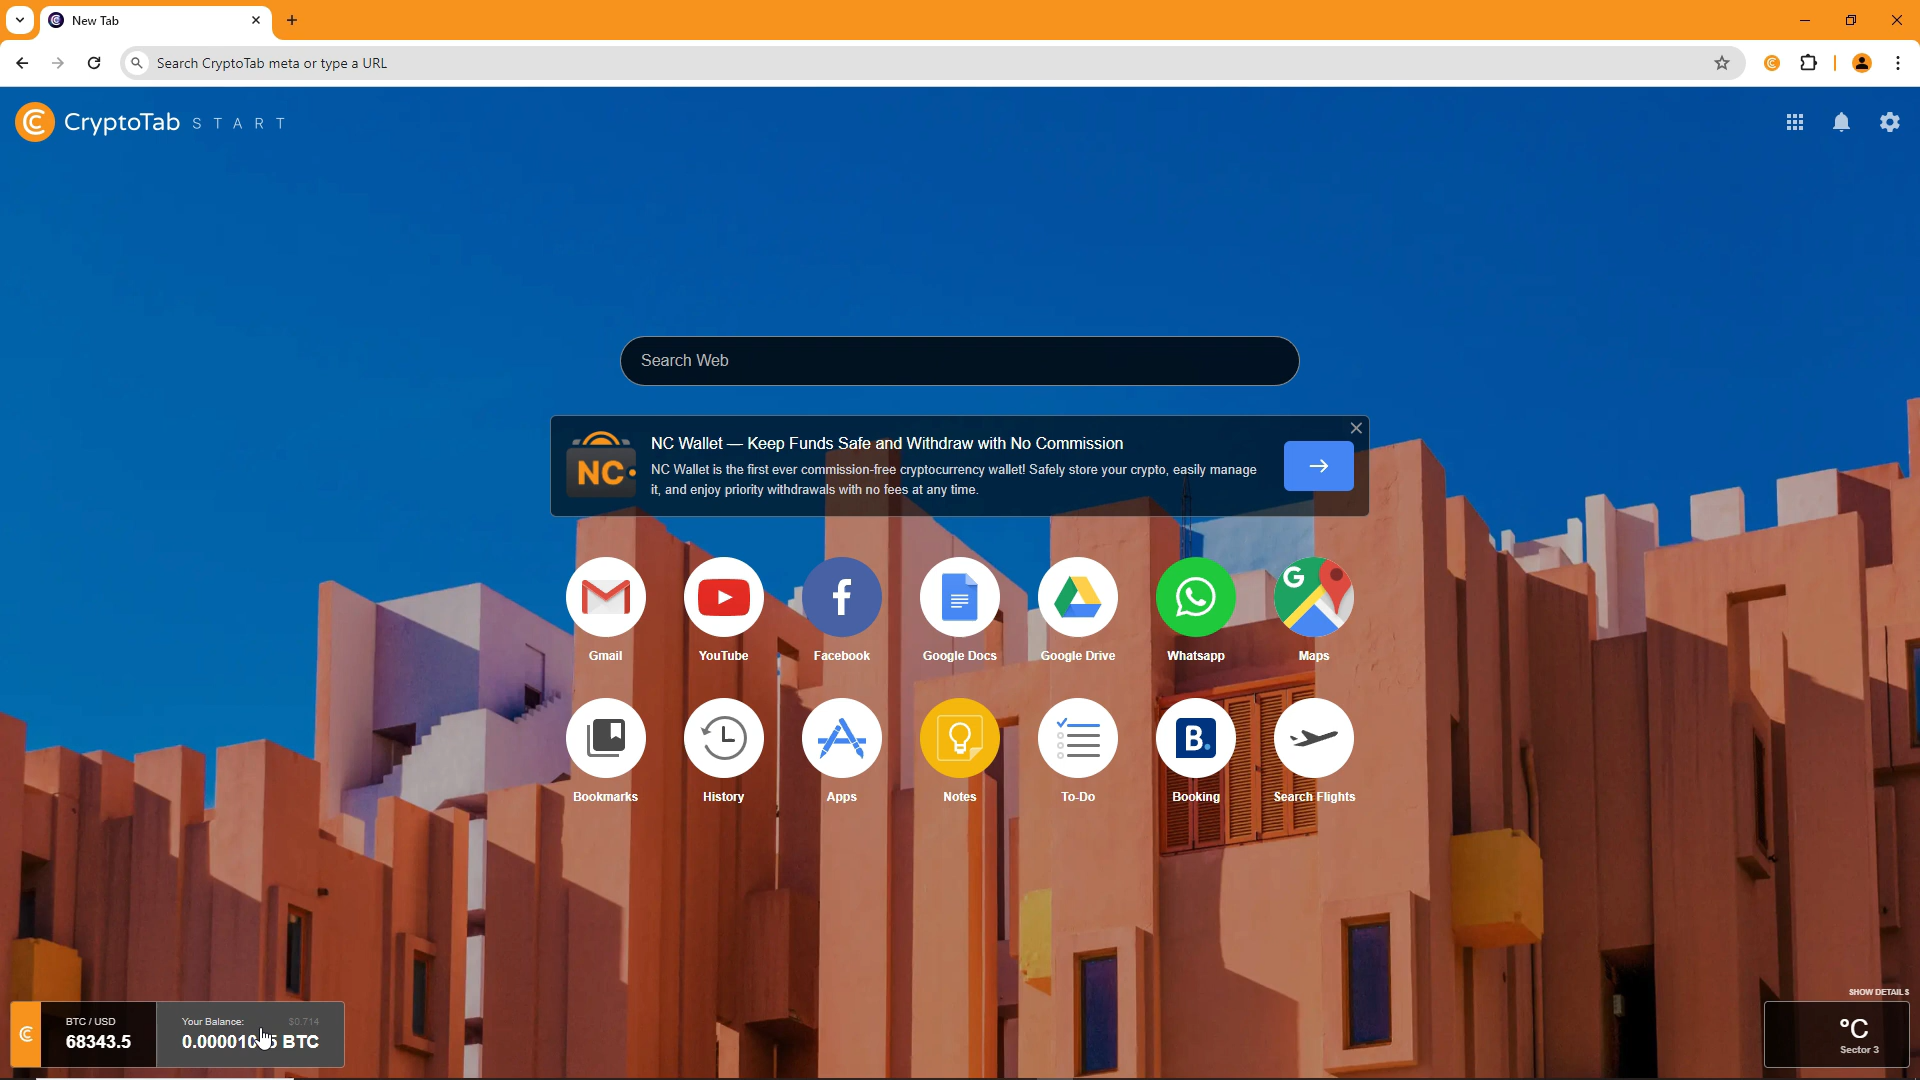 New Tab
Search CryptoTab meta or type a URL
CryptoTab START
Search Web
NC Wallet — Keep Funds Safe and Withdraw with No Commission
NC
NC Wallet is the first ever commission-free cryptocurrency wallet! Safely store your crypto, easily manage
it, and enjoy priority withdrawals with no fees at any time.
Gmail
YouTube
Facebook
Google Docs
Google Drive
Whatsapp
Maps
Bookmarks
History
Apps
Notes
To-Do
Booking
Search Flights
SHOW DETAILS
BTC / USD
68343.5
Your Balance: $0.714
BTC
°C
Sector 3